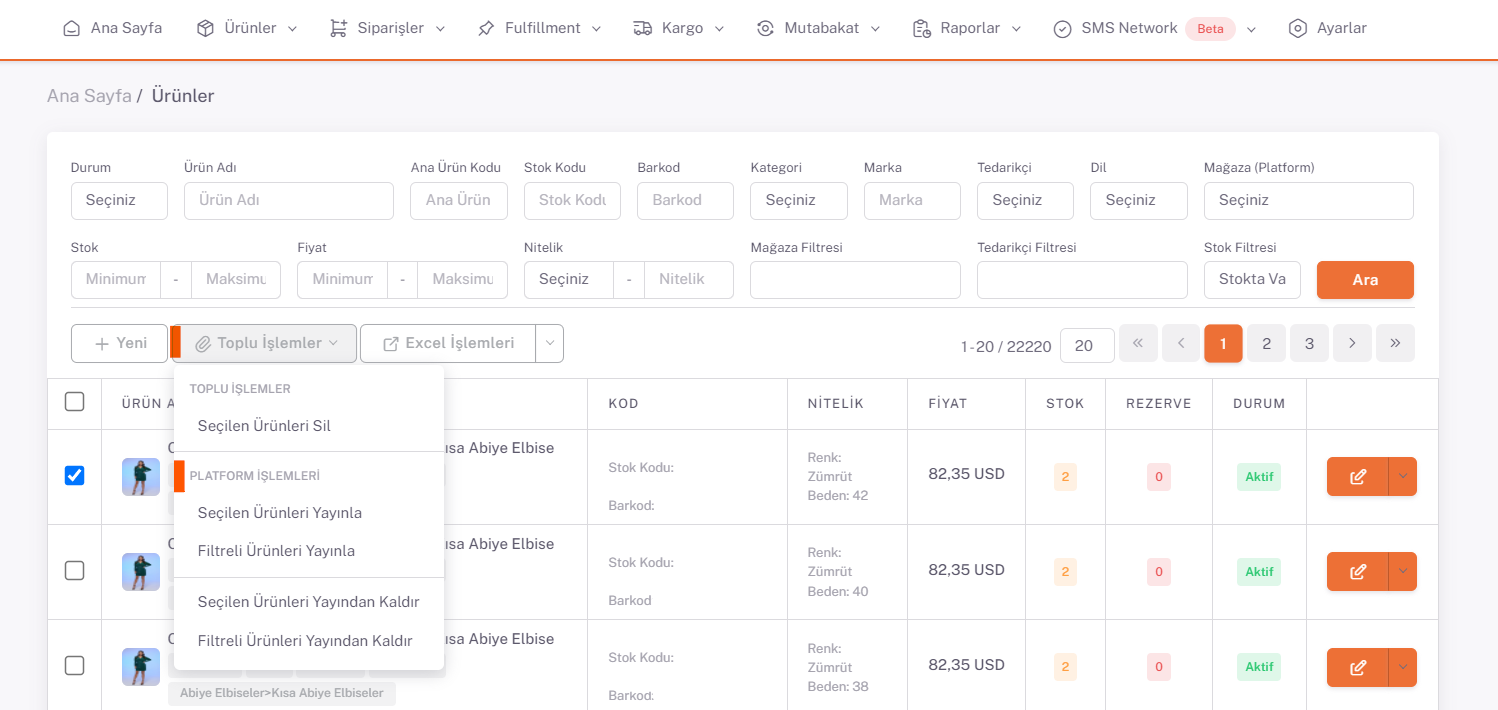 Ana Sayfa Ürünler Siparişler Fulfillment Kargo Mutabakat Raporlar SMS Network Beta Ayarlar
Ana Sayfa / Ürünler
Durum Ürün Adı Ana Ürün Kodu Stok Kodu Barkod Kategori Marka Tedarikçi Dil Mağaza (Platform)
Seçiniz Ürün Adı Ana Ürün Stok Kodu Barkod Seçiniz Marka Seçiniz Seçiniz Seçiniz
Stok Fiyat Nitelik Mağaza Filtresi Tedarikçi Filtresi Stok Filtresi
Minimum - Maksimu Minimum - Maksimu Seçiniz - Nitelik Stokta Va Ara
Yeni Toplu İşlemler Excel İşlemleri 1-20 / 22220 20 « ‹ 1 2 3 › »
ÜRÜN A KOD NİTELİK FİYAT STOK REZERVE DURUM
TOPLU İŞLEMLER
Seçilen Ürünleri Sil
PLATFORM İŞLEMLERİ
Seçilen Ürünleri Yayınla
Filtreli Ürünleri Yayınla
Seçilen Ürünleri Yayından Kaldır
Filtreli Ürünleri Yayından Kaldır
ısa Abiye Elbise
Stok Kodu:
Barkod:
Renk:
Zümrüt
Beden: 42
82,35 USD 2 0 Aktif
ısa Abiye Elbise
Stok Kodu:
Barkod
Renk:
Zümrüt
Beden: 40
82,35 USD 2 0 Aktif
ısa Abiye Elbise
Abiye Elbiseler>Kısa Abiye Elbiseler
Stok Kodu:
Barkod:
Renk:
Zümrüt
Beden: 38
82,35 USD 2 0 Aktif